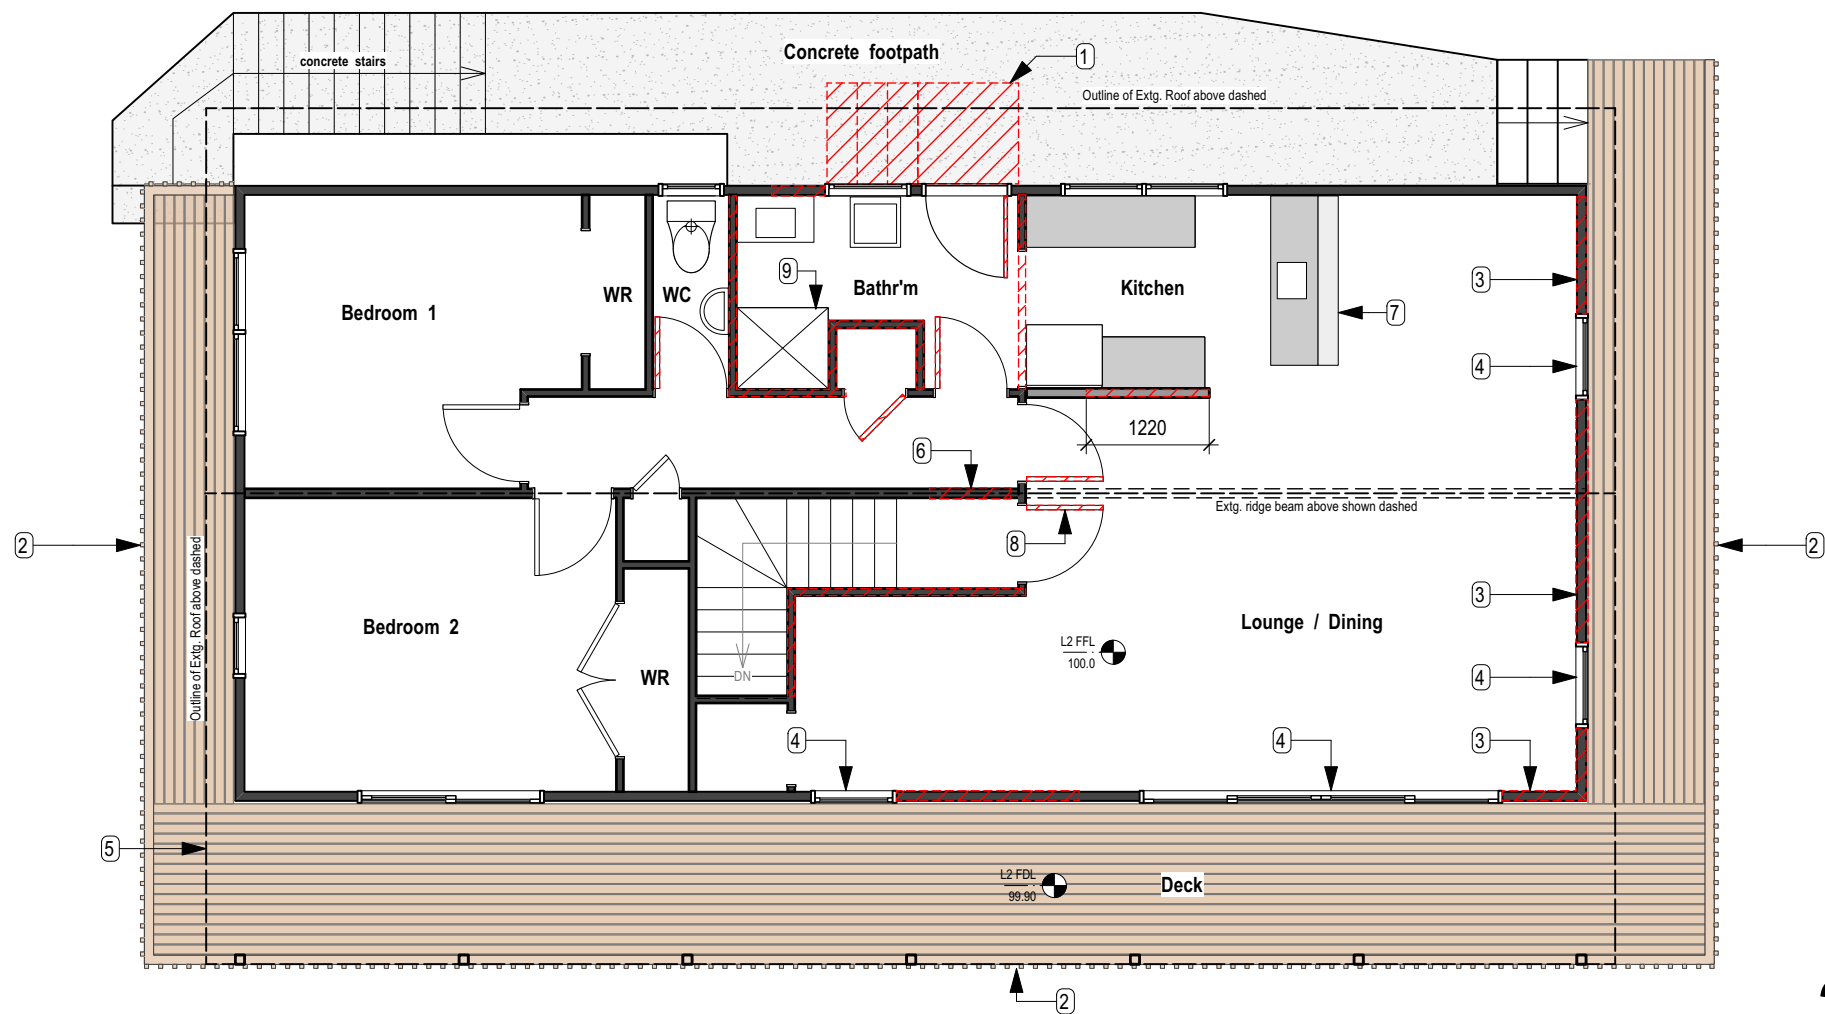 Concrete footpath
1
concrete stairs
Outline of Extg. Roof above dashed
9
3
WR
WC
Bathr'm
Kitchen
Bedroom 1
7
4
1220
6
Extg. ridge beam above shown dashed
2
8
2
Outline of Extg. Roof above dashed
3
Bedroom 2
Lounge / Dining
L2 FFL
100.0
WR
DN
4
4
4
3
5
L2 FDL
99.90
Deck
2